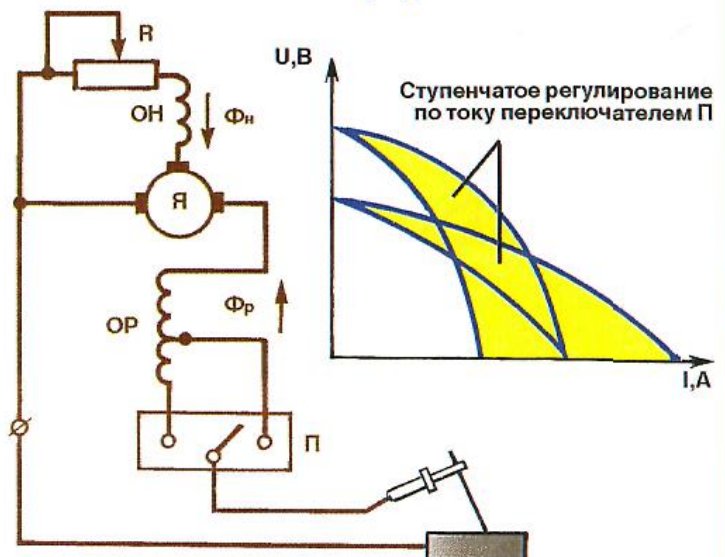 R
ОН
Фн
Я
ОР
Фр
П
U,В
Ступенчатое регулирование
по току переключателем П
I,А